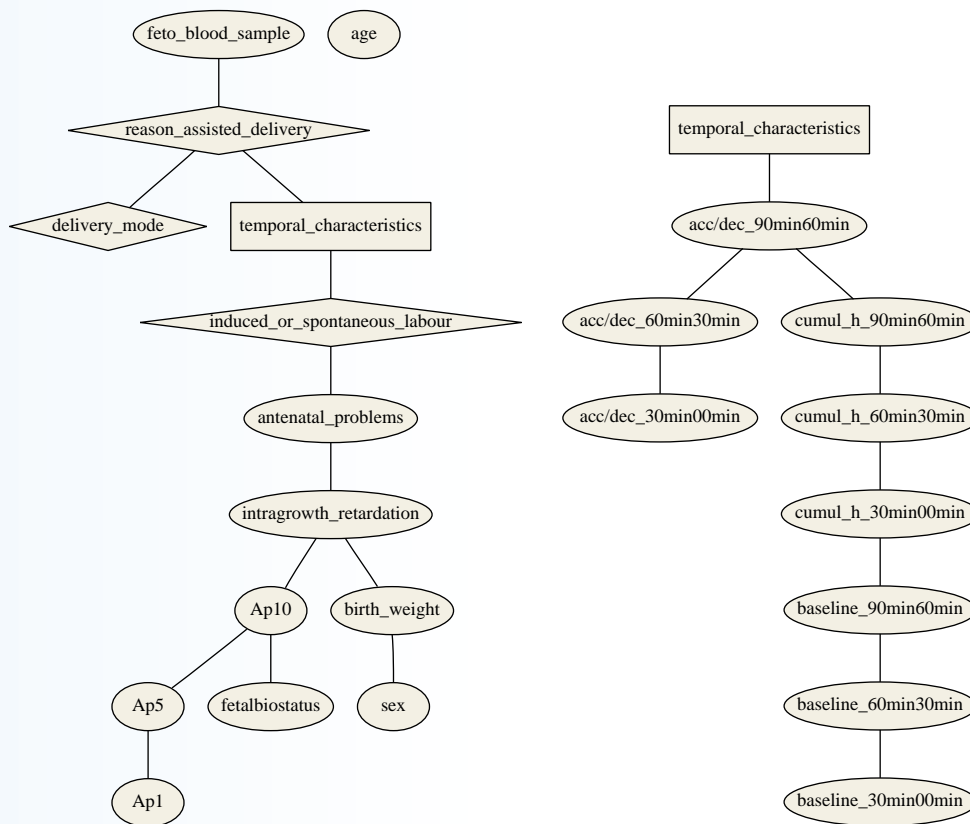 feto_blood_sample
age
reason_assisted_delivery
delivery_mode
temporal_characteristics
induced_or_spontaneous_labour
antenatal_problems
intragrowth_retardation
Ap10
birth_weight
Ap5
fetalbiostatus
sex
Ap1
temporal_characteristics
acc/dec_90min60min
acc/dec_60min30min
cumul_h_90min60min
acc/dec_30min00min
cumul_h_60min30min
cumul_h_30min00min
baseline_90min60min
baseline_60min30min
baseline_30min00min